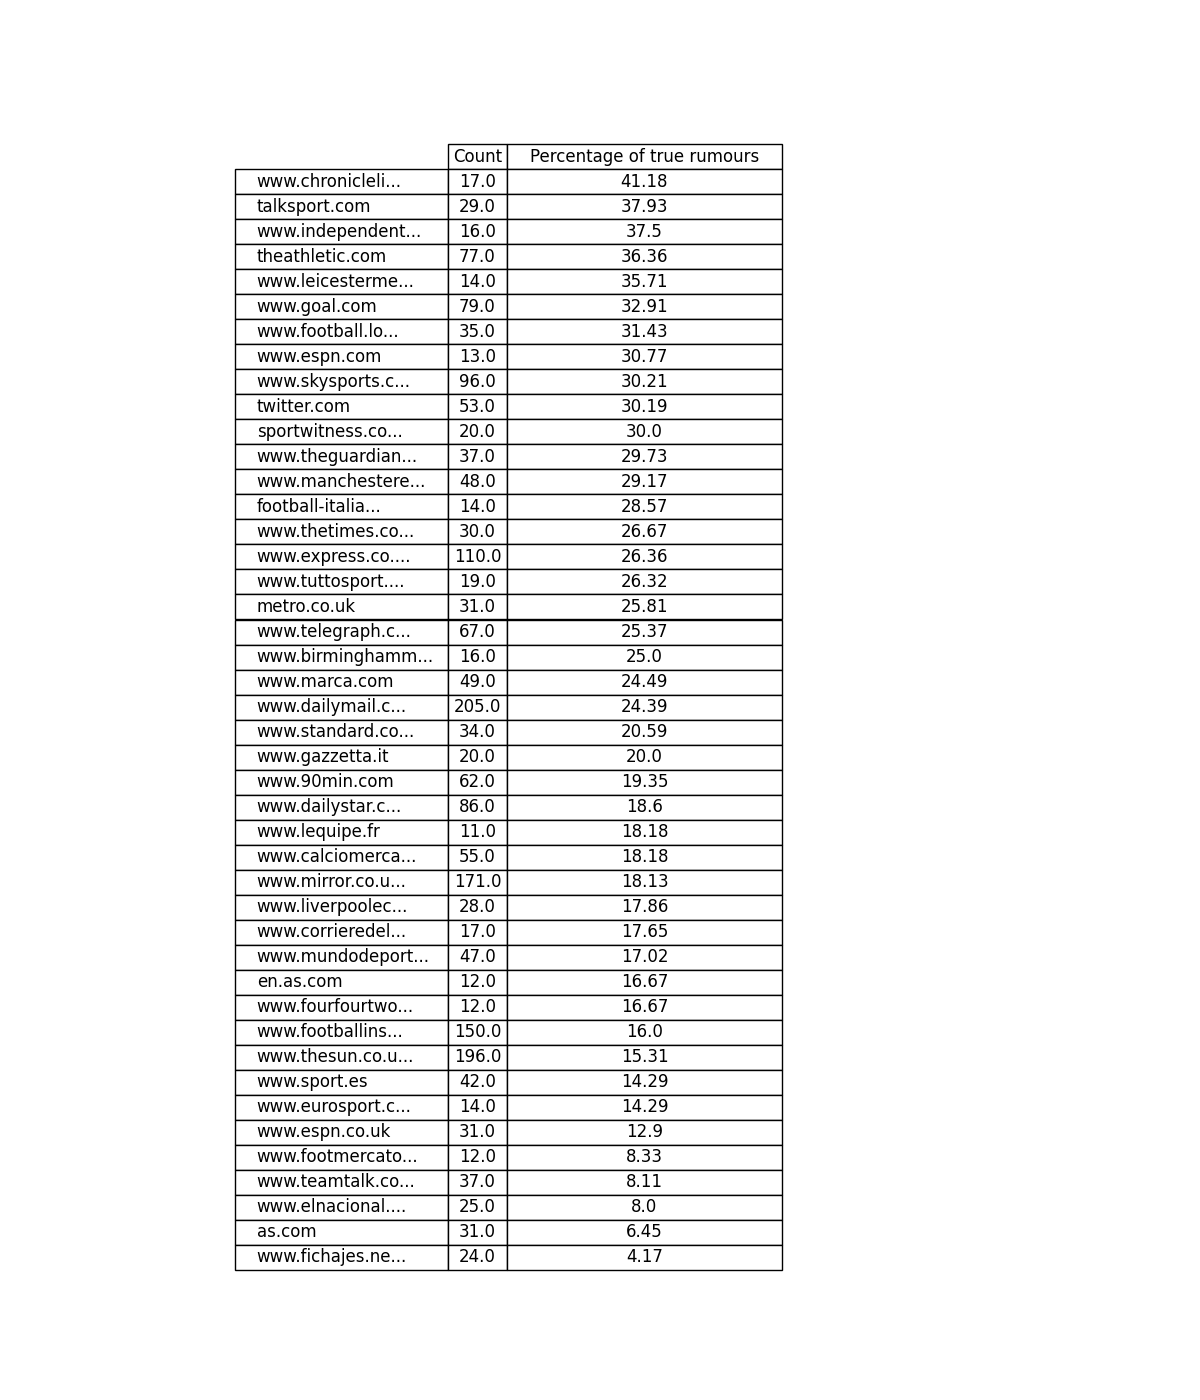 Count Percentage of true rumours
www.chronicleli... 17.0 41.18
talksport.com 29.0 37.93
www.independent... 16.0 37.5
theathletic.com 77.0 36.36
www.leicesterme... 14.0 35.71
www.goal.com 79.0 32.91
www.football.lo... 35.0 31.43
www.espn.com 13.0 30.77
www.skysports.c... 96.0 30.21
twitter.com 53.0 30.19
sportwitness.co... 20.0 30.0
www.theguardian... 37.0 29.73
www.manchestere... 48.0 29.17
football-italia... 14.0 28.57
www.thetimes.co... 30.0 26.67
www.express.co.... 110.0 26.36
www.tuttosport.... 19.0 26.32
metro.co.uk 31.0 25.81
www.telegraph.c... 67.0 25.37
www.birminghamm... 16.0 25.0
www.marca.com 49.0 24.49
www.dailymail.c... 205.0 24.39
www.standard.co... 34.0 20.59
www.gazzetta.it 20.0 20.0
www.90min.com 62.0 19.35
www.dailystar.c... 86.0 18.6
www.lequipe.fr 11.0 18.18
www.calciomerca... 55.0 18.18
www.mirror.co.u... 171.0 18.13
www.liverpoolec... 28.0 17.86
www.corrieredel... 17.0 17.65
www.mundodeport... 47.0 17.02
en.as.com 12.0 16.67
www.fourfourtwo... 12.0 16.67
www.footballins... 150.0 16.0
www.thesun.co.u... 196.0 15.31
www.sport.es 42.0 14.29
www.eurosport.c... 14.0 14.29
www.espn.co.uk 31.0 12.9
www.footmercato... 12.0 8.33
www.teamtalk.co... 37.0 8.11
www.elnacional.... 25.0 8.0
as.com 31.0 6.45
www.fichajes.ne... 24.0 4.17